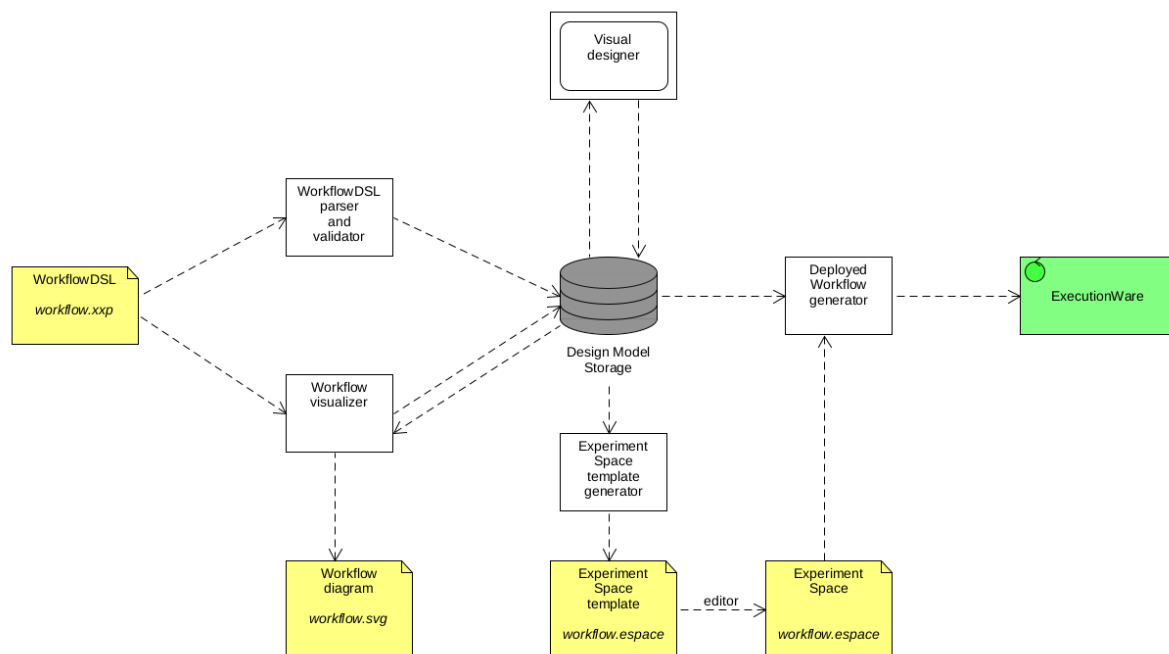 Visual
designer
WorkflowDSL
parser
and
validator
WorkflowDSL
workflow.xxp
Deployed
Workflow
generator
ExecutionWare
Design Model
Storage
Workflow
visualizer
Experiment
Space
template
generator
Workflow
diagram
workflow.svg
Experiment
Space
template
workflow.espace
editor
Experiment
Space
workflow.espace